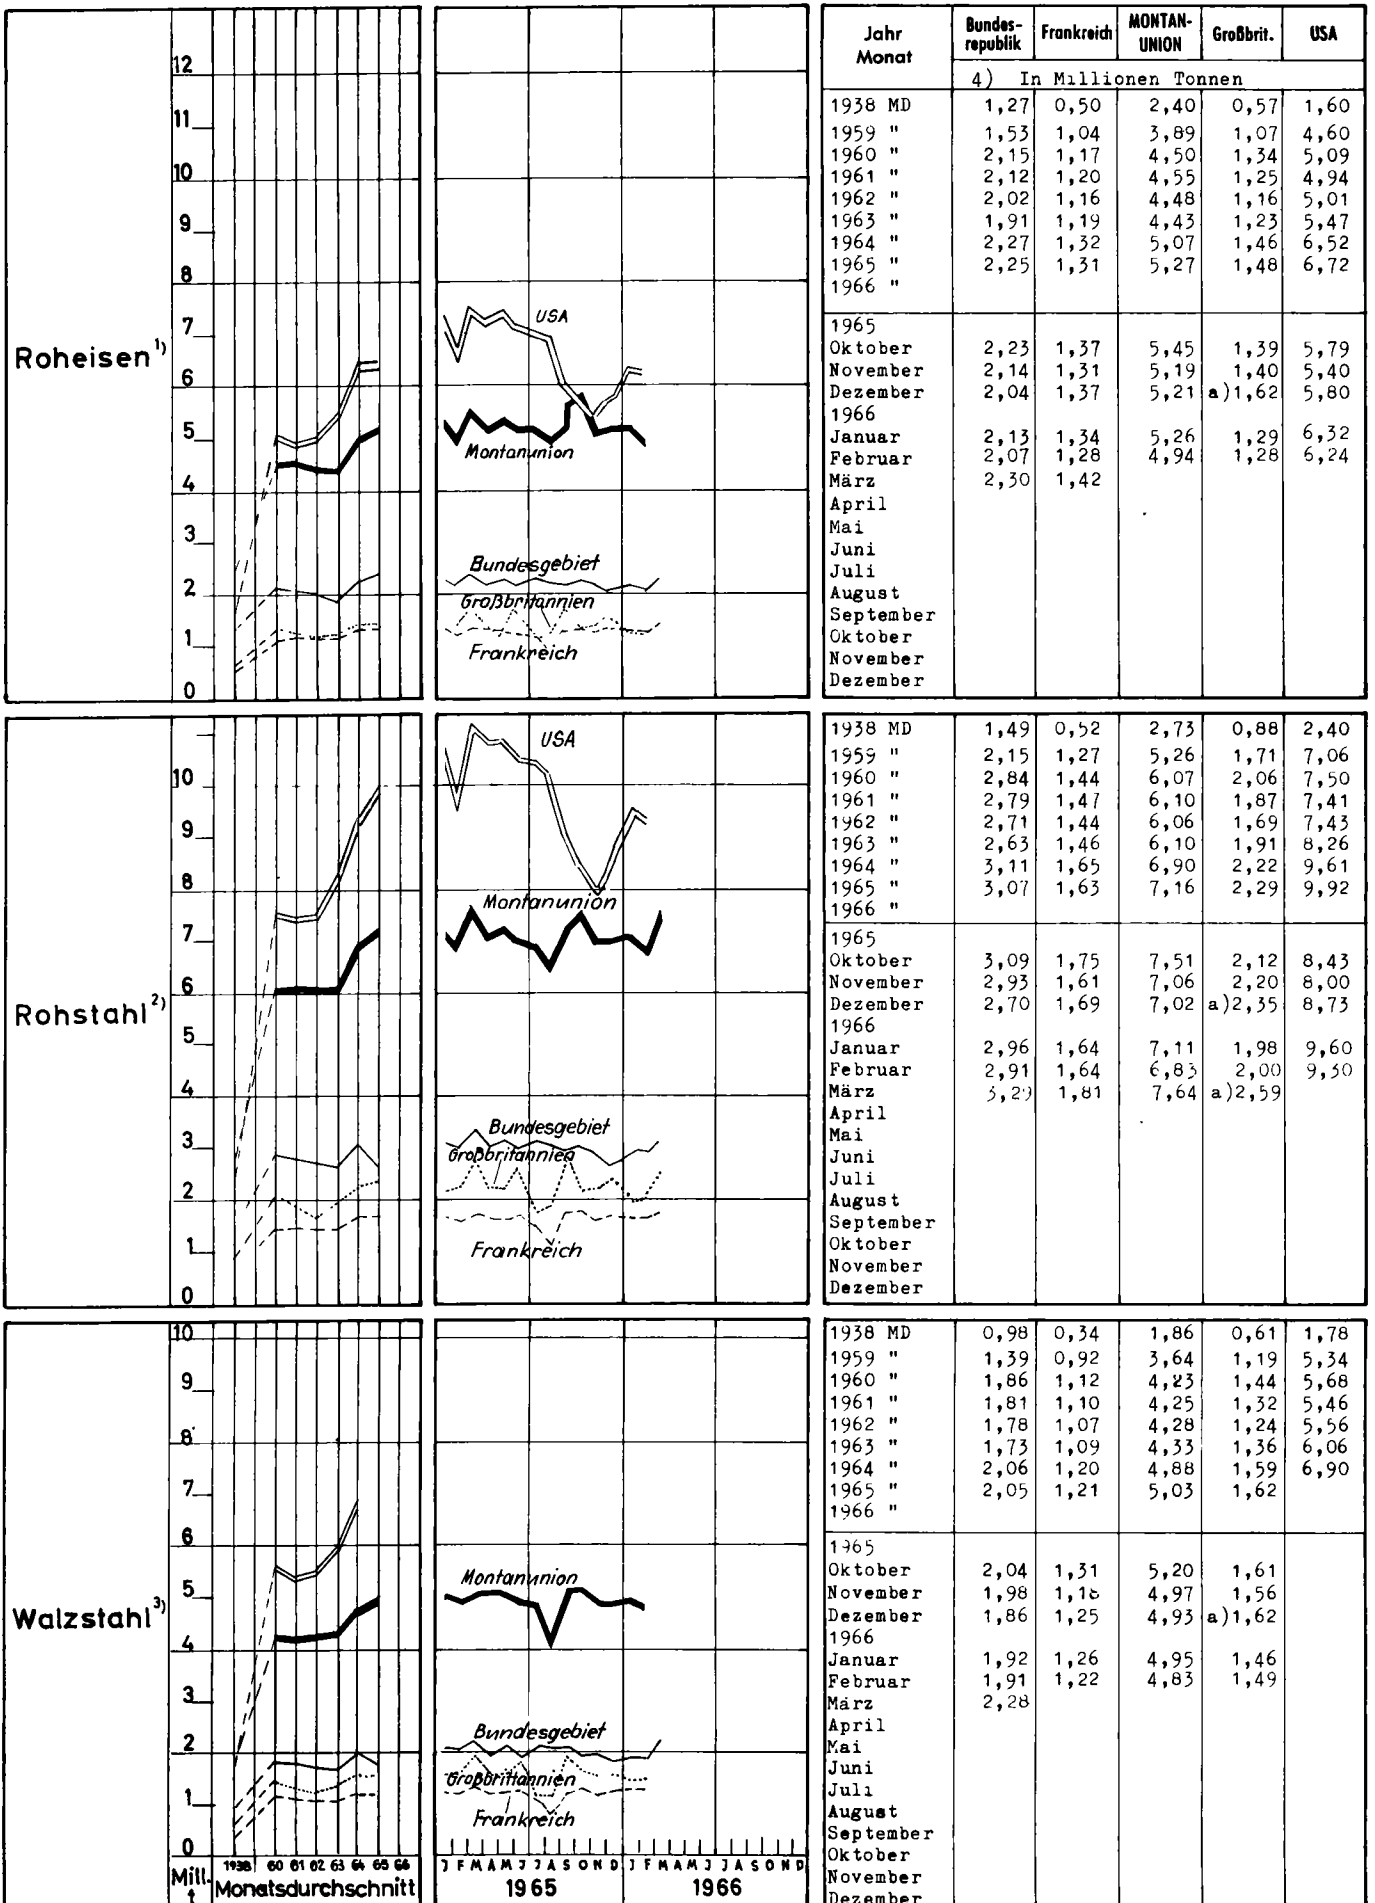 Jahr Monat | Bundes-republik | Frankreich | MONTAN-UNION | Großbrit. | USA
4) In Millionen Tonnen
Roheisen 1)
12
11
10
9
8
7
6
5
4
3
2
1
0
USA
Montanunion
Bundesgebiet
Großbritannien
Frankreich
1938 MD 1,27 0,50 2,40 0,57 1,60
1959 " 1,53 1,04 3,89 1,07 4,60
1960 " 2,15 1,17 4,50 1,34 5,09
1961 " 2,12 1,20 4,55 1,25 4,94
1962 " 2,02 1,16 4,48 1,16 5,01
1963 " 1,91 1,19 4,43 1,23 5,47
1964 " 2,27 1,32 5,07 1,46 6,52
1965 " 2,25 1,31 5,27 1,48 6,72
1966 "
1965
Oktober 2,23 1,37 5,45 1,39 5,79
November 2,14 1,31 5,19 1,40 5,40
Dezember 2,04 1,37 5,21 a)1,62 5,80
1966
Januar 2,13 1,34 5,26 1,29 6,32
Februar 2,07 1,28 4,94 1,28 6,24
März 2,30 1,42
April
Mai
Juni
Juli
August
September
Oktober
November
Dezember
Rohstahl 2)
10
9
8
7
6
5
4
3
2
1
0
USA
Montanunion
Bundesgebiet
Großbritannien
Frankreich
1938 MD 1,49 0,52 2,73 0,88 2,40
1959 " 2,15 1,27 5,26 1,71 7,06
1960 " 2,84 1,44 6,07 2,06 7,50
1961 " 2,79 1,47 6,10 1,87 7,41
1962 " 2,71 1,44 6,06 1,69 7,43
1963 " 2,63 1,46 6,10 1,91 8,26
1964 " 3,11 1,65 6,90 2,22 9,61
1965 " 3,07 1,63 7,16 2,29 9,92
1966 "
1965
Oktober 3,09 1,75 7,51 2,12 8,43
November 2,93 1,61 7,06 2,20 8,00
Dezember 2,70 1,69 7,02 a)2,35 8,73
1966
Januar 2,96 1,64 7,11 1,98 9,60
Februar 2,91 1,64 6,83 2,00 9,30
März 3,29 1,81 7,64 a)2,59
April
Mai
Juni
Juli
August
September
Oktober
November
Dezember
Walzstahl 3)
10
9
8
7
6
5
4
3
2
1
0
Mill. t
Montanunion
Bundesgebiet
Großbrittannien
Frankreich
1938 60 61 62 63 64 65 66
Monatsdurchschnitt
J F M A M J J A S O N D J F M A M J J A S O N D
1965 1966
1938 MD 0,98 0,34 1,86 0,61 1,78
1959 " 1,39 0,92 3,64 1,19 5,34
1960 " 1,86 1,12 4,23 1,44 5,68
1961 " 1,81 1,10 4,25 1,32 5,46
1962 " 1,78 1,07 4,28 1,24 5,56
1963 " 1,73 1,09 4,33 1,36 6,06
1964 " 2,06 1,20 4,88 1,59 6,90
1965 " 2,05 1,21 5,03 1,62
1966 "
1965
Oktober 2,04 1,31 5,20 1,61
November 1,98 4,97 1,56
Dezember 1,86 1,25 4,93 a)1,62
1966
Januar 1,92 1,26 4,95 1,46
Februar 1,91 1,22 4,83 1,49
März 2,28
April
Mai
Juni
Juli
August
September
Oktober
November
Dezember